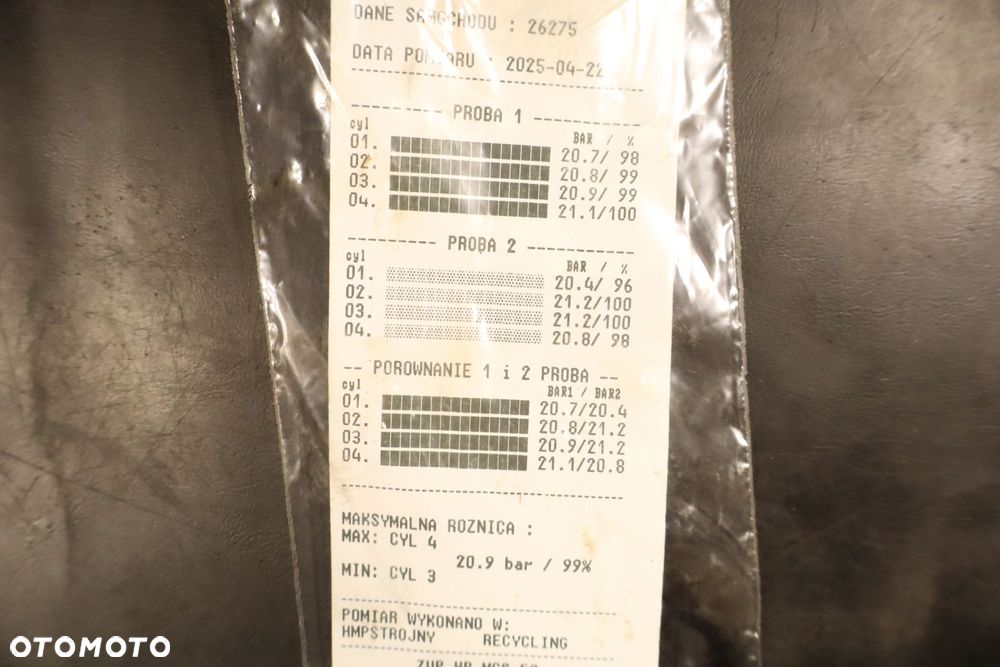 DANE SAMOCHODU : 26275
DATA POMIARU : 2025-04-22
PROBA 1
cyl BAR / %
01. 20.7/ 98
02. 20.8/ 99
03. 20.9/ 99
04. 21.1/100
PROBA 2
cyl BAR / %
01. 20.4/ 96
02. 21.2/100
03. 21.2/100
04. 20.8/ 98
-- POROWNANIE 1 i 2 PROBA --
cyl BAR1 / BAR2
01. 20.7/20.4
02. 20.8/21.2
03. 20.9/21.2
04. 21.1/20.8
MAKSYMALNA ROZNICA :
MAX: CYL 4
20.9 bar / 99%
MIN: CYL 3
POMIAR WYKONANO W:
HMPSTROJNY RECYCLING
OTOMOTO